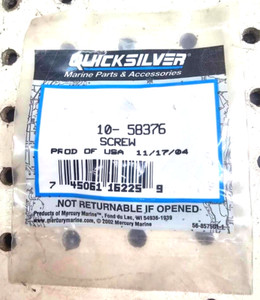 QUICKSILVER
Marine Parts & Accessories
10- 58376
SCREW
PROD OF USA 11/17/04
7 45061 16225 9
NOT RETURNABLE IF OPENED
Products of Mercury Marine, Fond du Lac, WI 54936-1939
www.mercurymarine.com © 2002 Mercury Marine